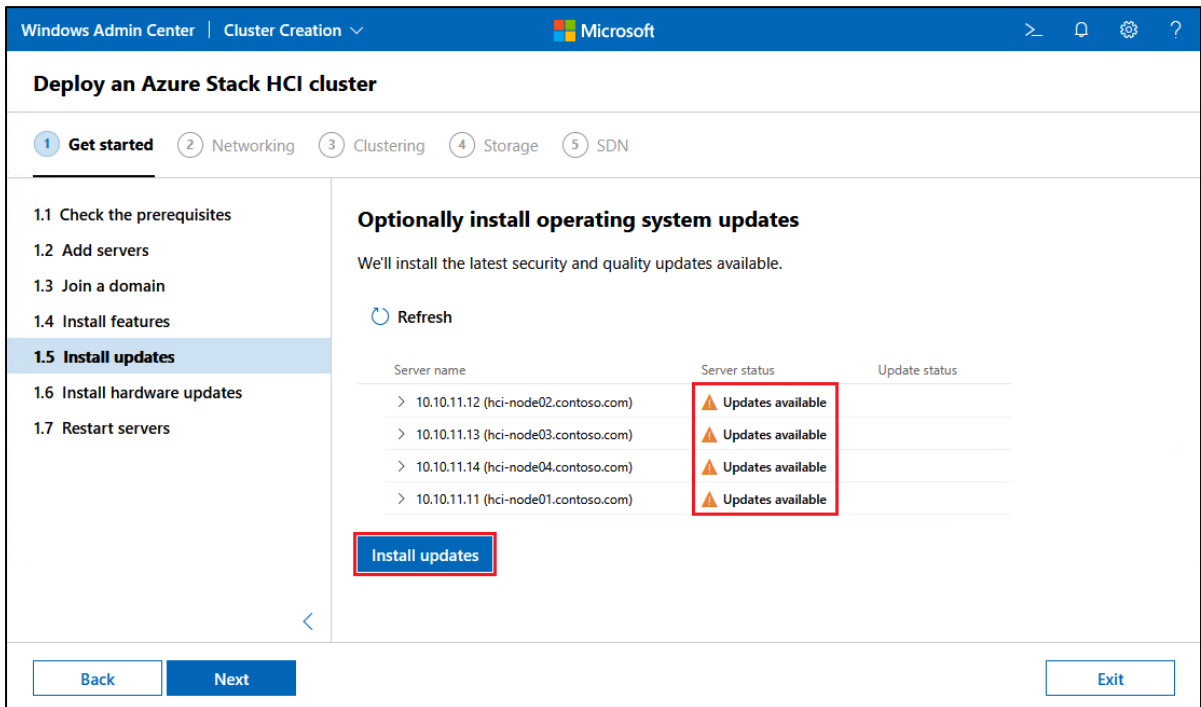 Windows Admin Center | Cluster Creation Microsoft
Deploy an Azure Stack HCI cluster
1 Get started 2 Networking 3 Clustering 4 Storage 5 SDN
1.1 Check the prerequisites
1.2 Add servers
1.3 Join a domain
1.4 Install features
1.5 Install updates
1.6 Install hardware updates
1.7 Restart servers
Optionally install operating system updates
We'll install the latest security and quality updates available.
Refresh
Server name Server status Update status
10.10.11.12 (hci-node02.contoso.com) Updates available
10.10.11.13 (hci-node03.contoso.com) Updates available
10.10.11.14 (hci-node04.contoso.com) Updates available
10.10.11.11 (hci-node01.contoso.com) Updates available
Install updates
Back Next Exit